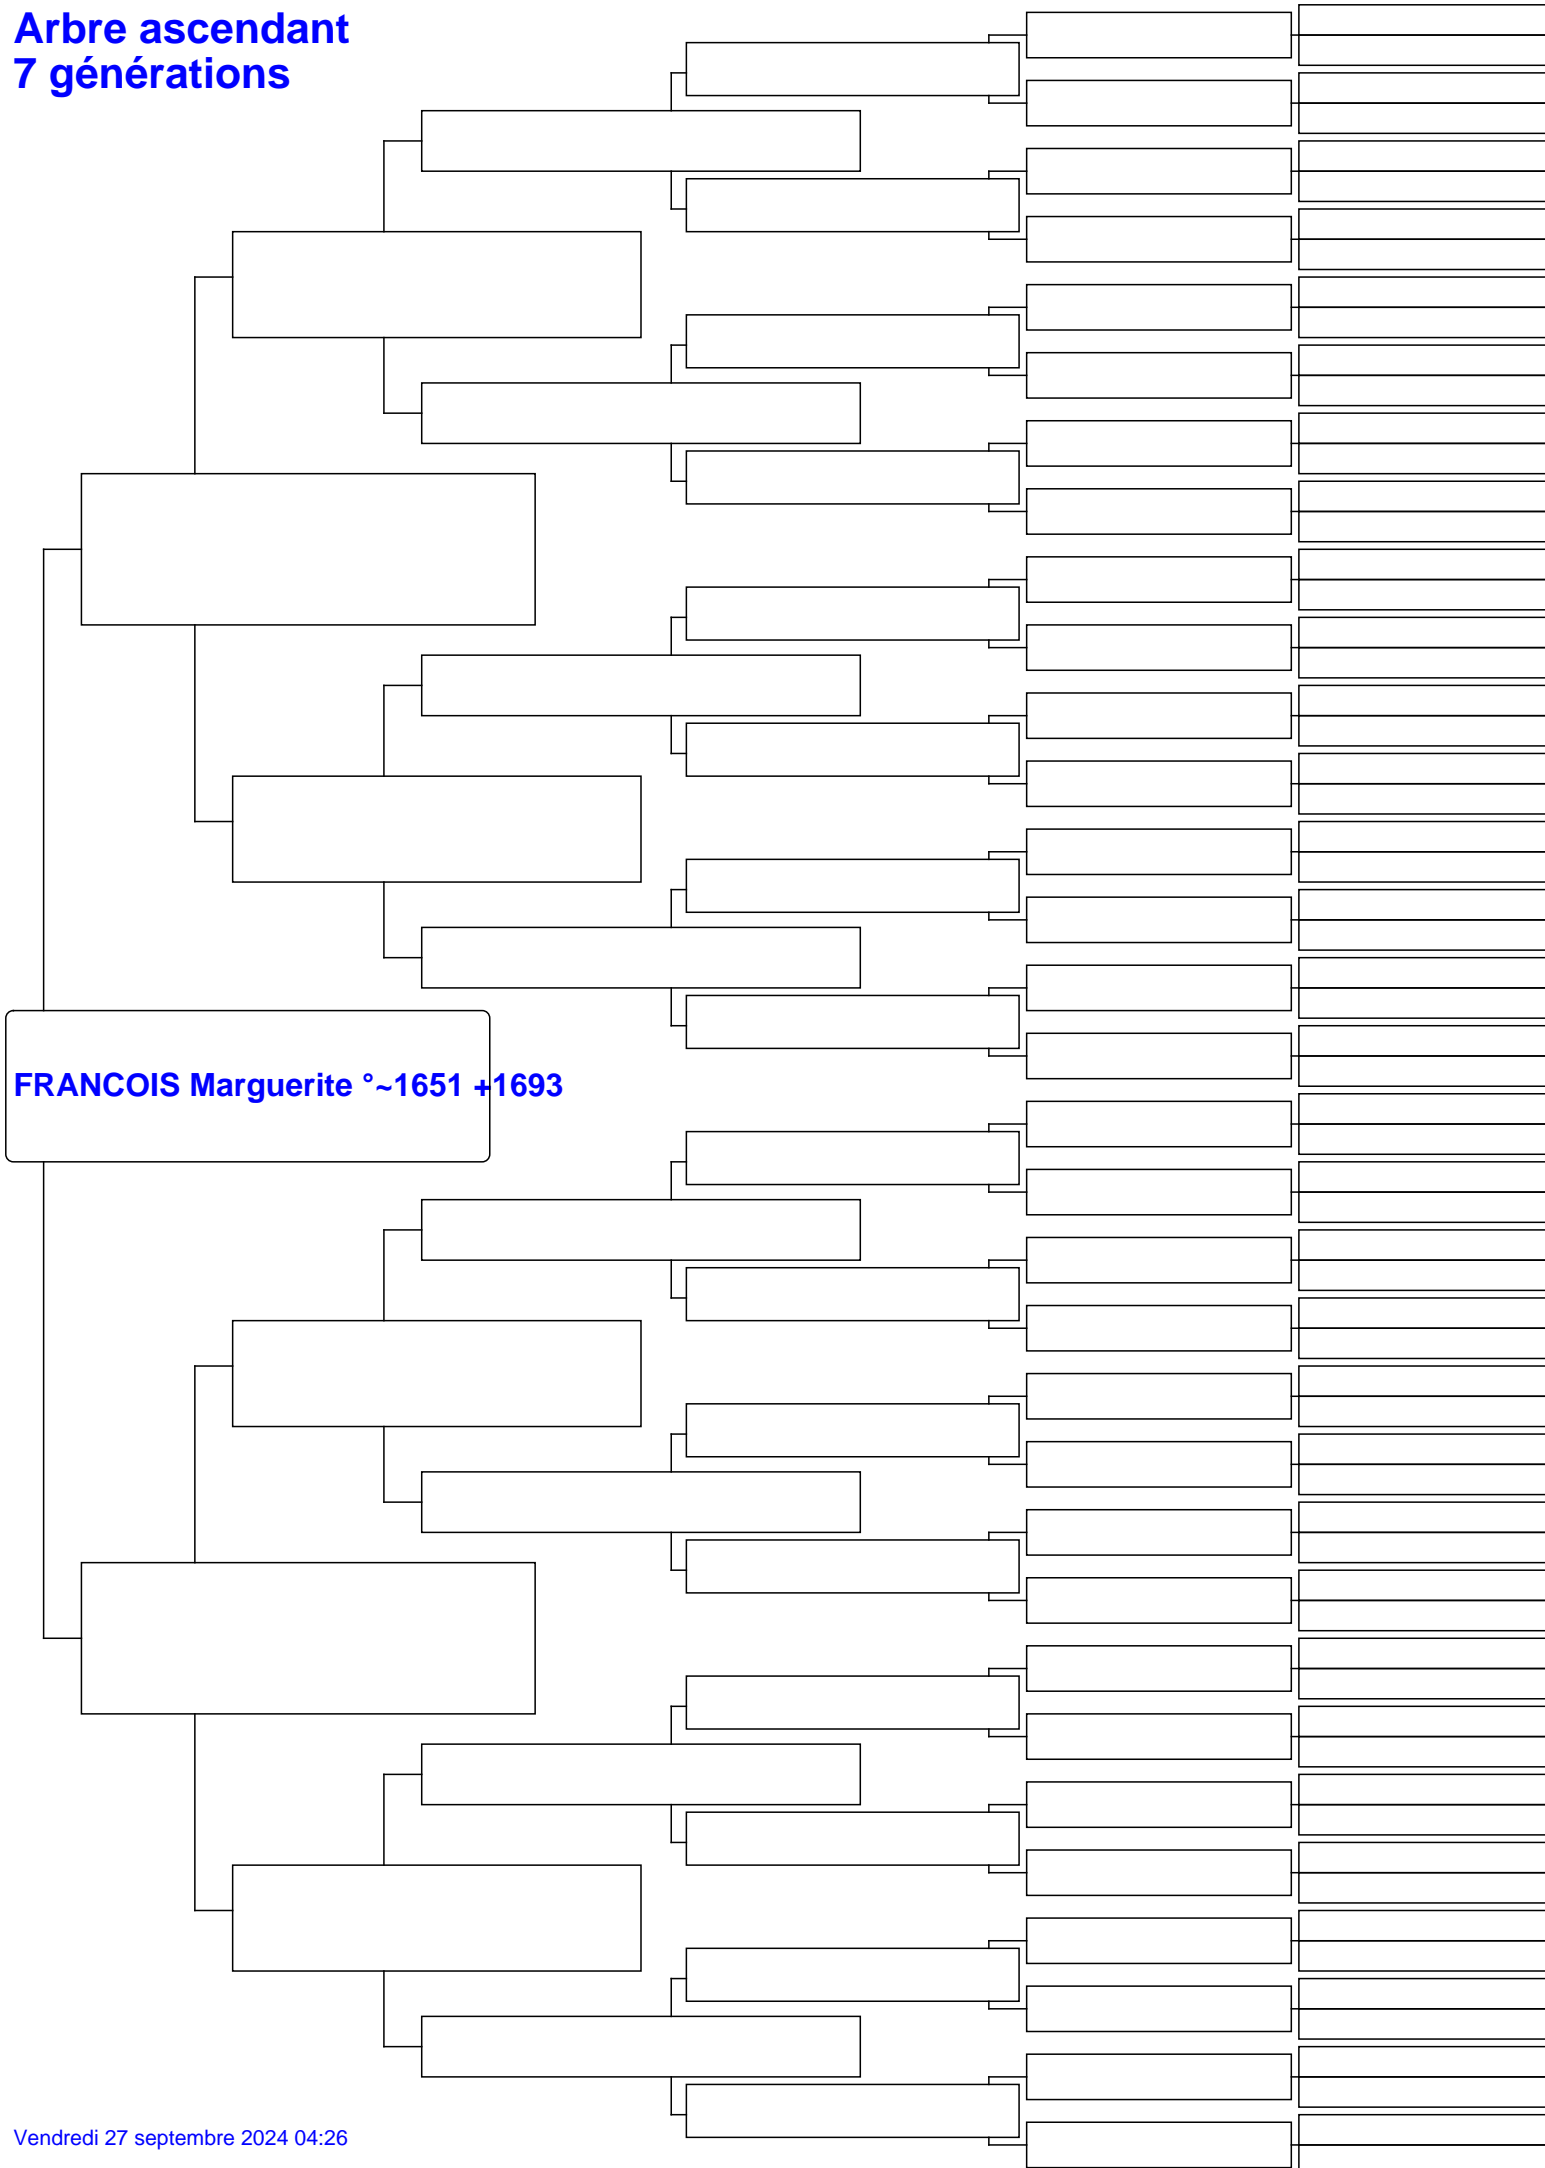 Arbre ascendant
7 générations
FRANCOIS Marguerite °~1651 +1693
Vendredi 27 septembre 2024 04:26